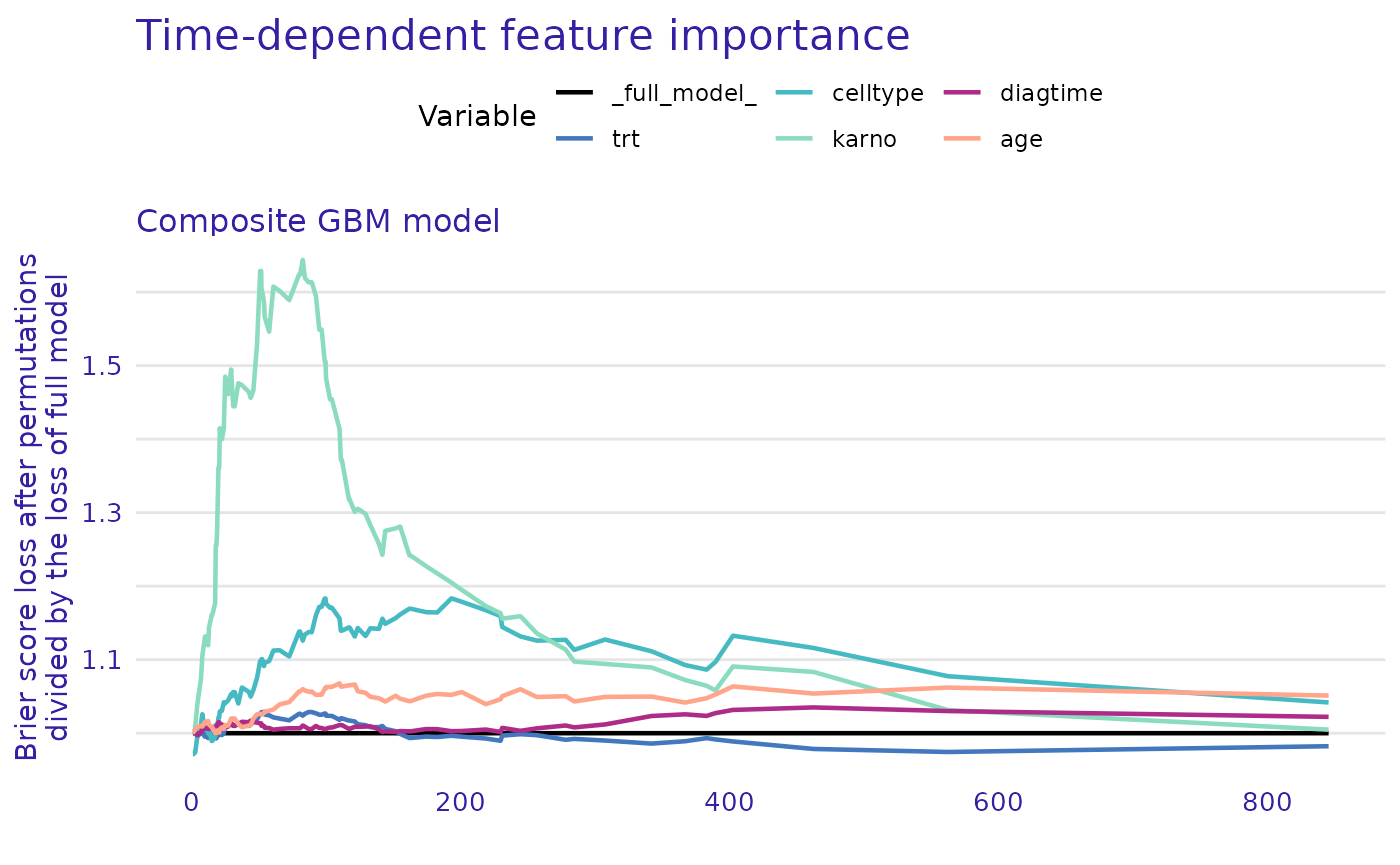 Time-dependent feature importance
Variable
_full_model_
celltype
diagtime
trt
karno
age
Composite GBM model
Brier score loss after permutations
divided by the loss of full model
1.5
1.3
1.1
0
200
400
600
800